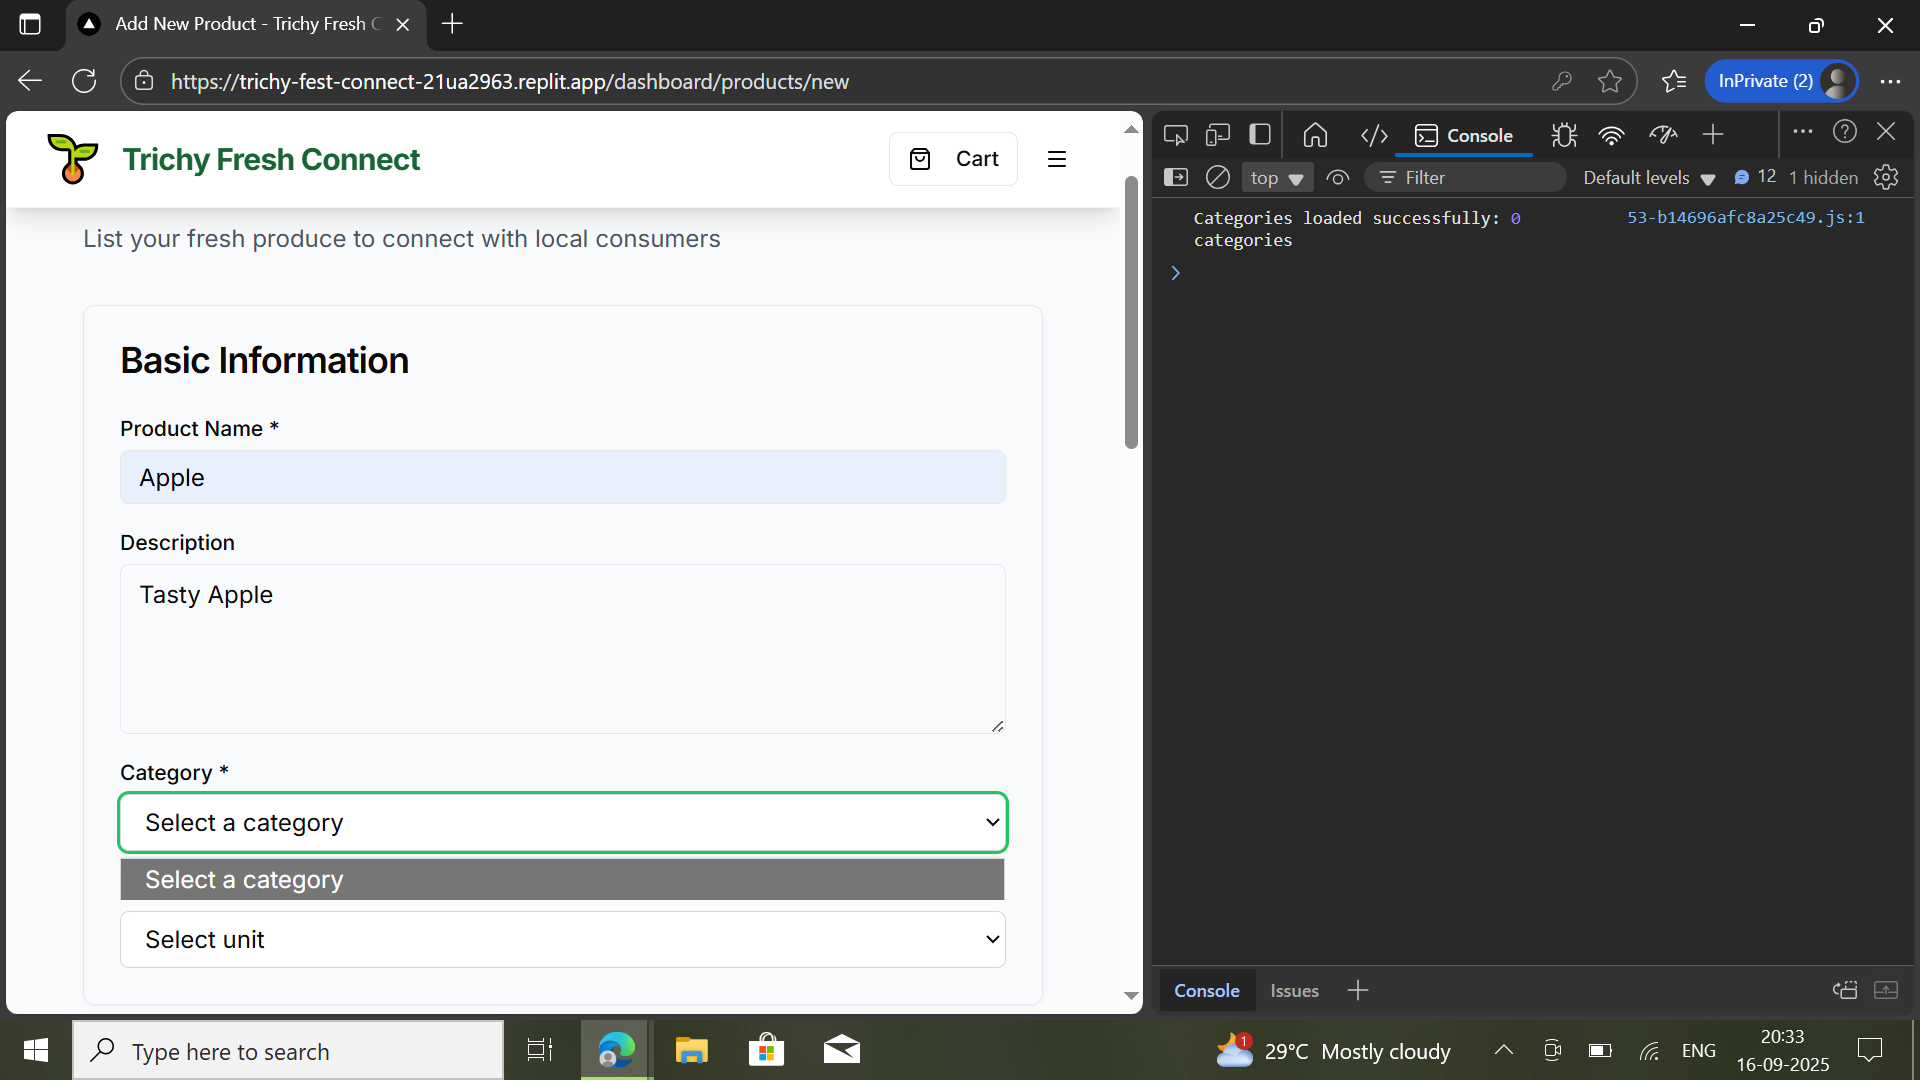 Add New Product - Trichy Fresh C
https://trichy-fest-connect-21ua2963.replit.app/dashboard/products/new
InPrivate (2)
Trichy Fresh Connect
Cart
List your fresh produce to connect with local consumers
Basic Information
Product Name *
Apple
Description
Tasty Apple
Category *
Select a category
Select a category
Select unit
Console
top
Filter
Default levels
12
1 hidden
Categories loaded successfully: 0
categories
53-b14696afc8a25c49.js:1
Console
Issues
Type here to search
1
29°C Mostly cloudy
ENG
20:33
16-09-2025